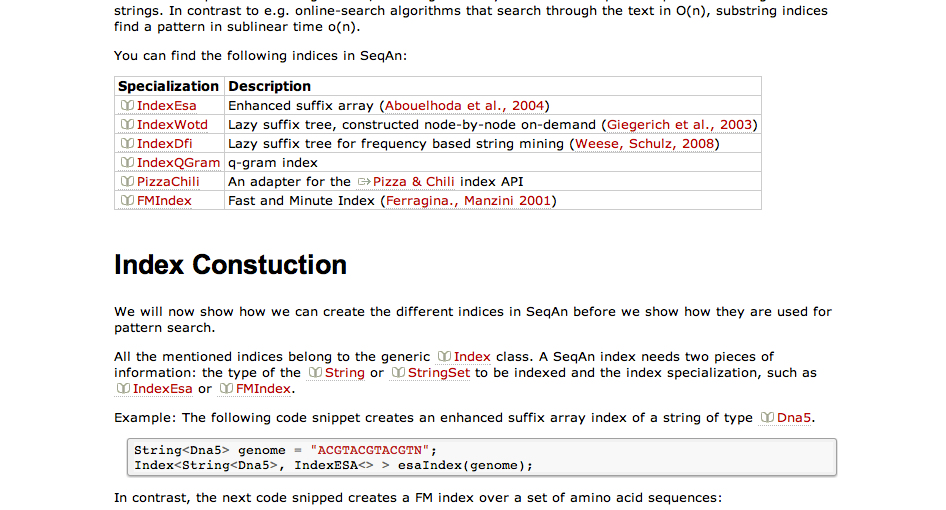 strings. In contrast to e.g. online-search algorithms that search through the text in O(n), substring indices
find a pattern in sublinear time o(n).
You can find the following indices in SeqAn:
Specialization Description
IndexEsa Enhanced suffix array (Abouelhoda et al., 2004)
IndexWotd Lazy suffix tree, constructed node-by-node on-demand (Giegerich et al., 2003)
IndexDfi Lazy suffix tree for frequency based string mining (Weese, Schulz, 2008)
IndexQGram q-gram index
PizzaChili An adapter for the Pizza & Chili index API
FMIndex Fast and Minute Index (Ferragina., Manzini 2001)
Index Constuction
We will now show how we can create the different indices in SeqAn before we show how they are used for
pattern search.
All the mentioned indices belong to the generic Index class. A SeqAn index needs two pieces of
information: the type of the String or StringSet to be indexed and the index specialization, such as
IndexEsa or FMIndex.
Example: The following code snippet creates an enhanced suffix array index of a string of type Dna5.
String<Dna5> genome = "ACGTACGTACGTN";
Index<String<Dna5>, IndexESA<> > esaIndex(genome);
In contrast, the next code snipped creates a FM index over a set of amino acid sequences: